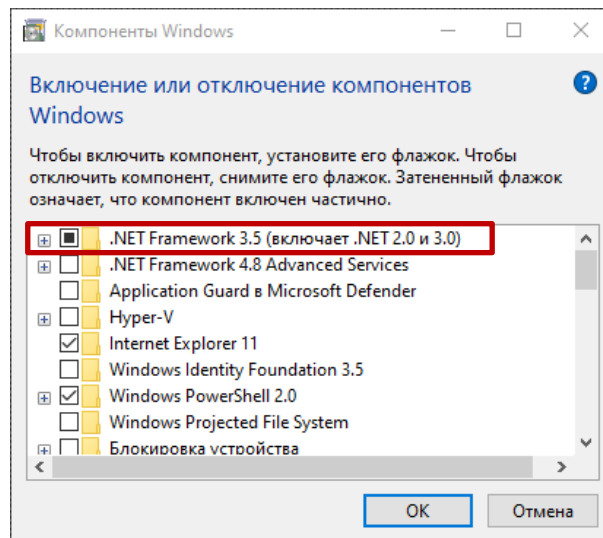 Компоненты Windows
Включение или отключение компонентов
Windows
Чтобы включить компонент, установите его флажок. Чтобы
отключить компонент, снимите его флажок. Затененный флажок
означает, что компонент включен частично.
.NET Framework 3.5 (включает .NET 2.0 и 3.0)
.NET Framework 4.8 Advanced Services
Application Guard в Microsoft Defender
Hyper-V
Internet Explorer 11
Windows Identity Foundation 3.5
Windows PowerShell 2.0
Windows Projected File System
Блокировка устройства
ОК Отмена